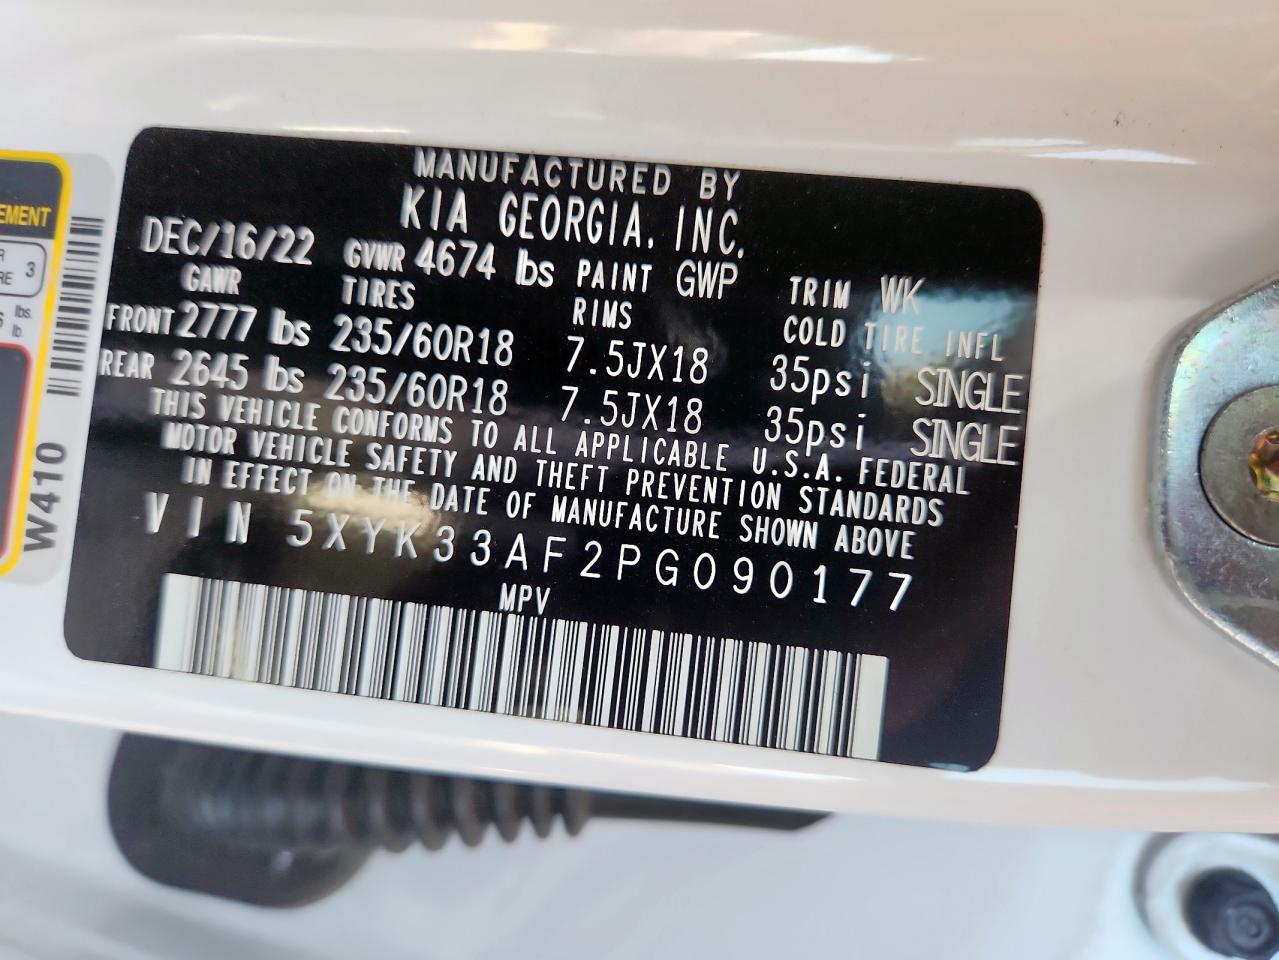 MANUFACTURED BY
KIA GEORGIA, INC.
DEC/16/22 GVWR 4674 lbs PAINT GWP TRIM WK
GAWR TIRES RIMS COLD TIRE INFL
FRONT 2777 lbs 235/60R18 7.5JX18 35psi SINGLE
REAR 2645 lbs 235/60R18 7.5JX18 35psi SINGLE
THIS VEHICLE CONFORMS TO ALL APPLICABLE U.S.A. FEDERAL
MOTOR VEHICLE SAFETY AND THEFT PREVENTION STANDARDS
IN EFFECT ON THE DATE OF MANUFACTURE SHOWN ABOVE
VIN 5XYK33AF2PG090177
MPV
3
lbs.
lb.
W410